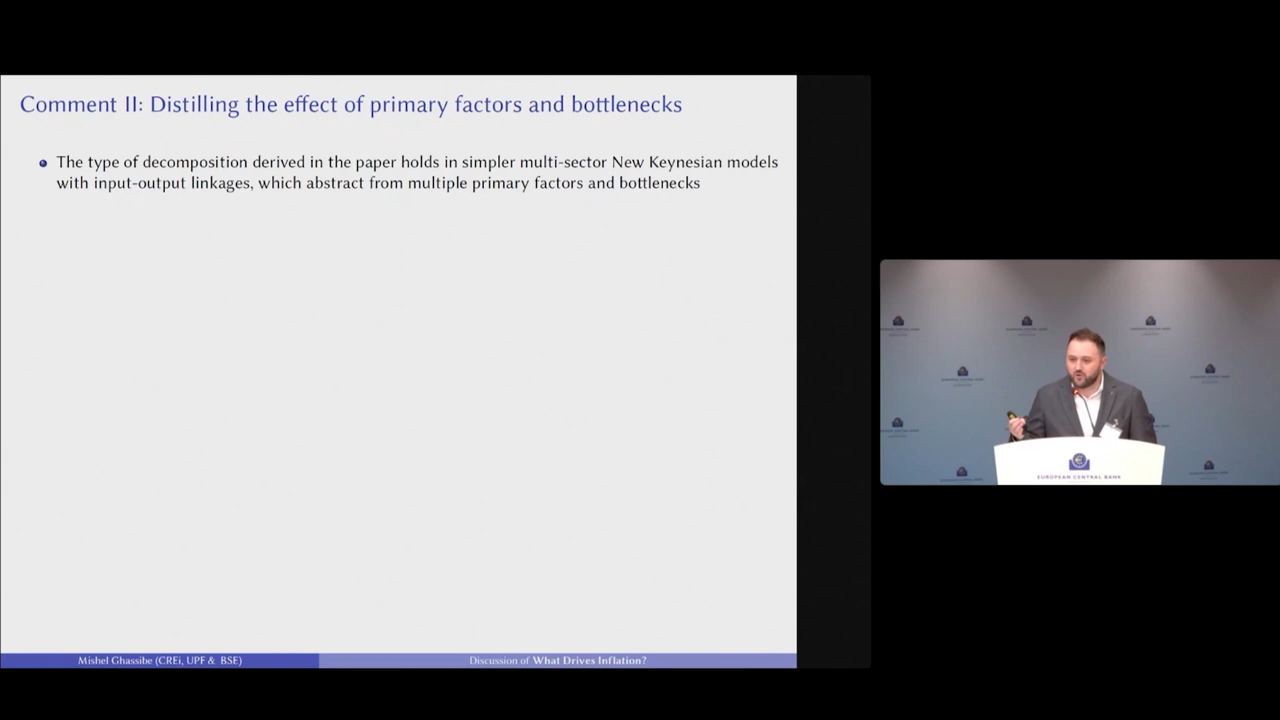 Comment II: Distilling the effect of primary factors and bottlenecks
The type of decomposition derived in the paper holds in simpler multi-sector New Keynesian models
with input-output linkages, which abstract from multiple primary factors and bottlenecks
Mishel Ghassibe (CREi, UPF & BSE)
Discussion of What Drives Inflation?
EUROPEAN CENTRAL BANK